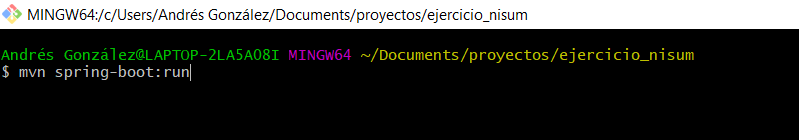 MINGW64:/c/Users/Andrés González/Documents/proyectos/ejercicio_nisum
Andrés González@LAPTOP-2LA5AO8I MINGW64 ~/Documents/proyectos/ejercicio_nisum
$ mvn spring-boot:run